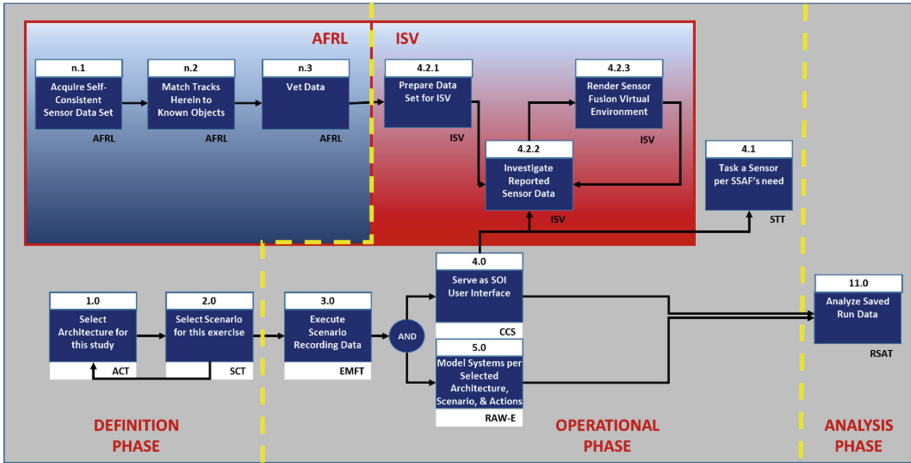 AFRL
ISV
n.1
Acquire Self-
Consistent
Sensor Data Set
AFRL
n.2
Match Tracks
Herein to
Known Objects
AFRL
n.3
Vet Data
AFRL
4.2.1
Prepare Data
Set for ISV
ISV
4.2.3
Render Sensor
Fusion Virtual
Environment
ISV
4.2.2
Investigate
Reported
Sensor Data
ISV
4.1
Task a Sensor
per SSAF's need
STT
1.0
Select
Architecture for
this study
ACT
2.0
Select Scenario
for this exercise
SCT
3.0
Execute
Scenario
Recording Data
EMFT
AND
4.0
Serve as SOI
User Interface
CCS
5.0
Model Systems per
Selected
Architecture,
Scenario, & Actions
RAW-E
11.0
Analyze Saved
Run Data
RSAT
DEFINITION
PHASE
OPERATIONAL
PHASE
ANALYSIS
PHASE